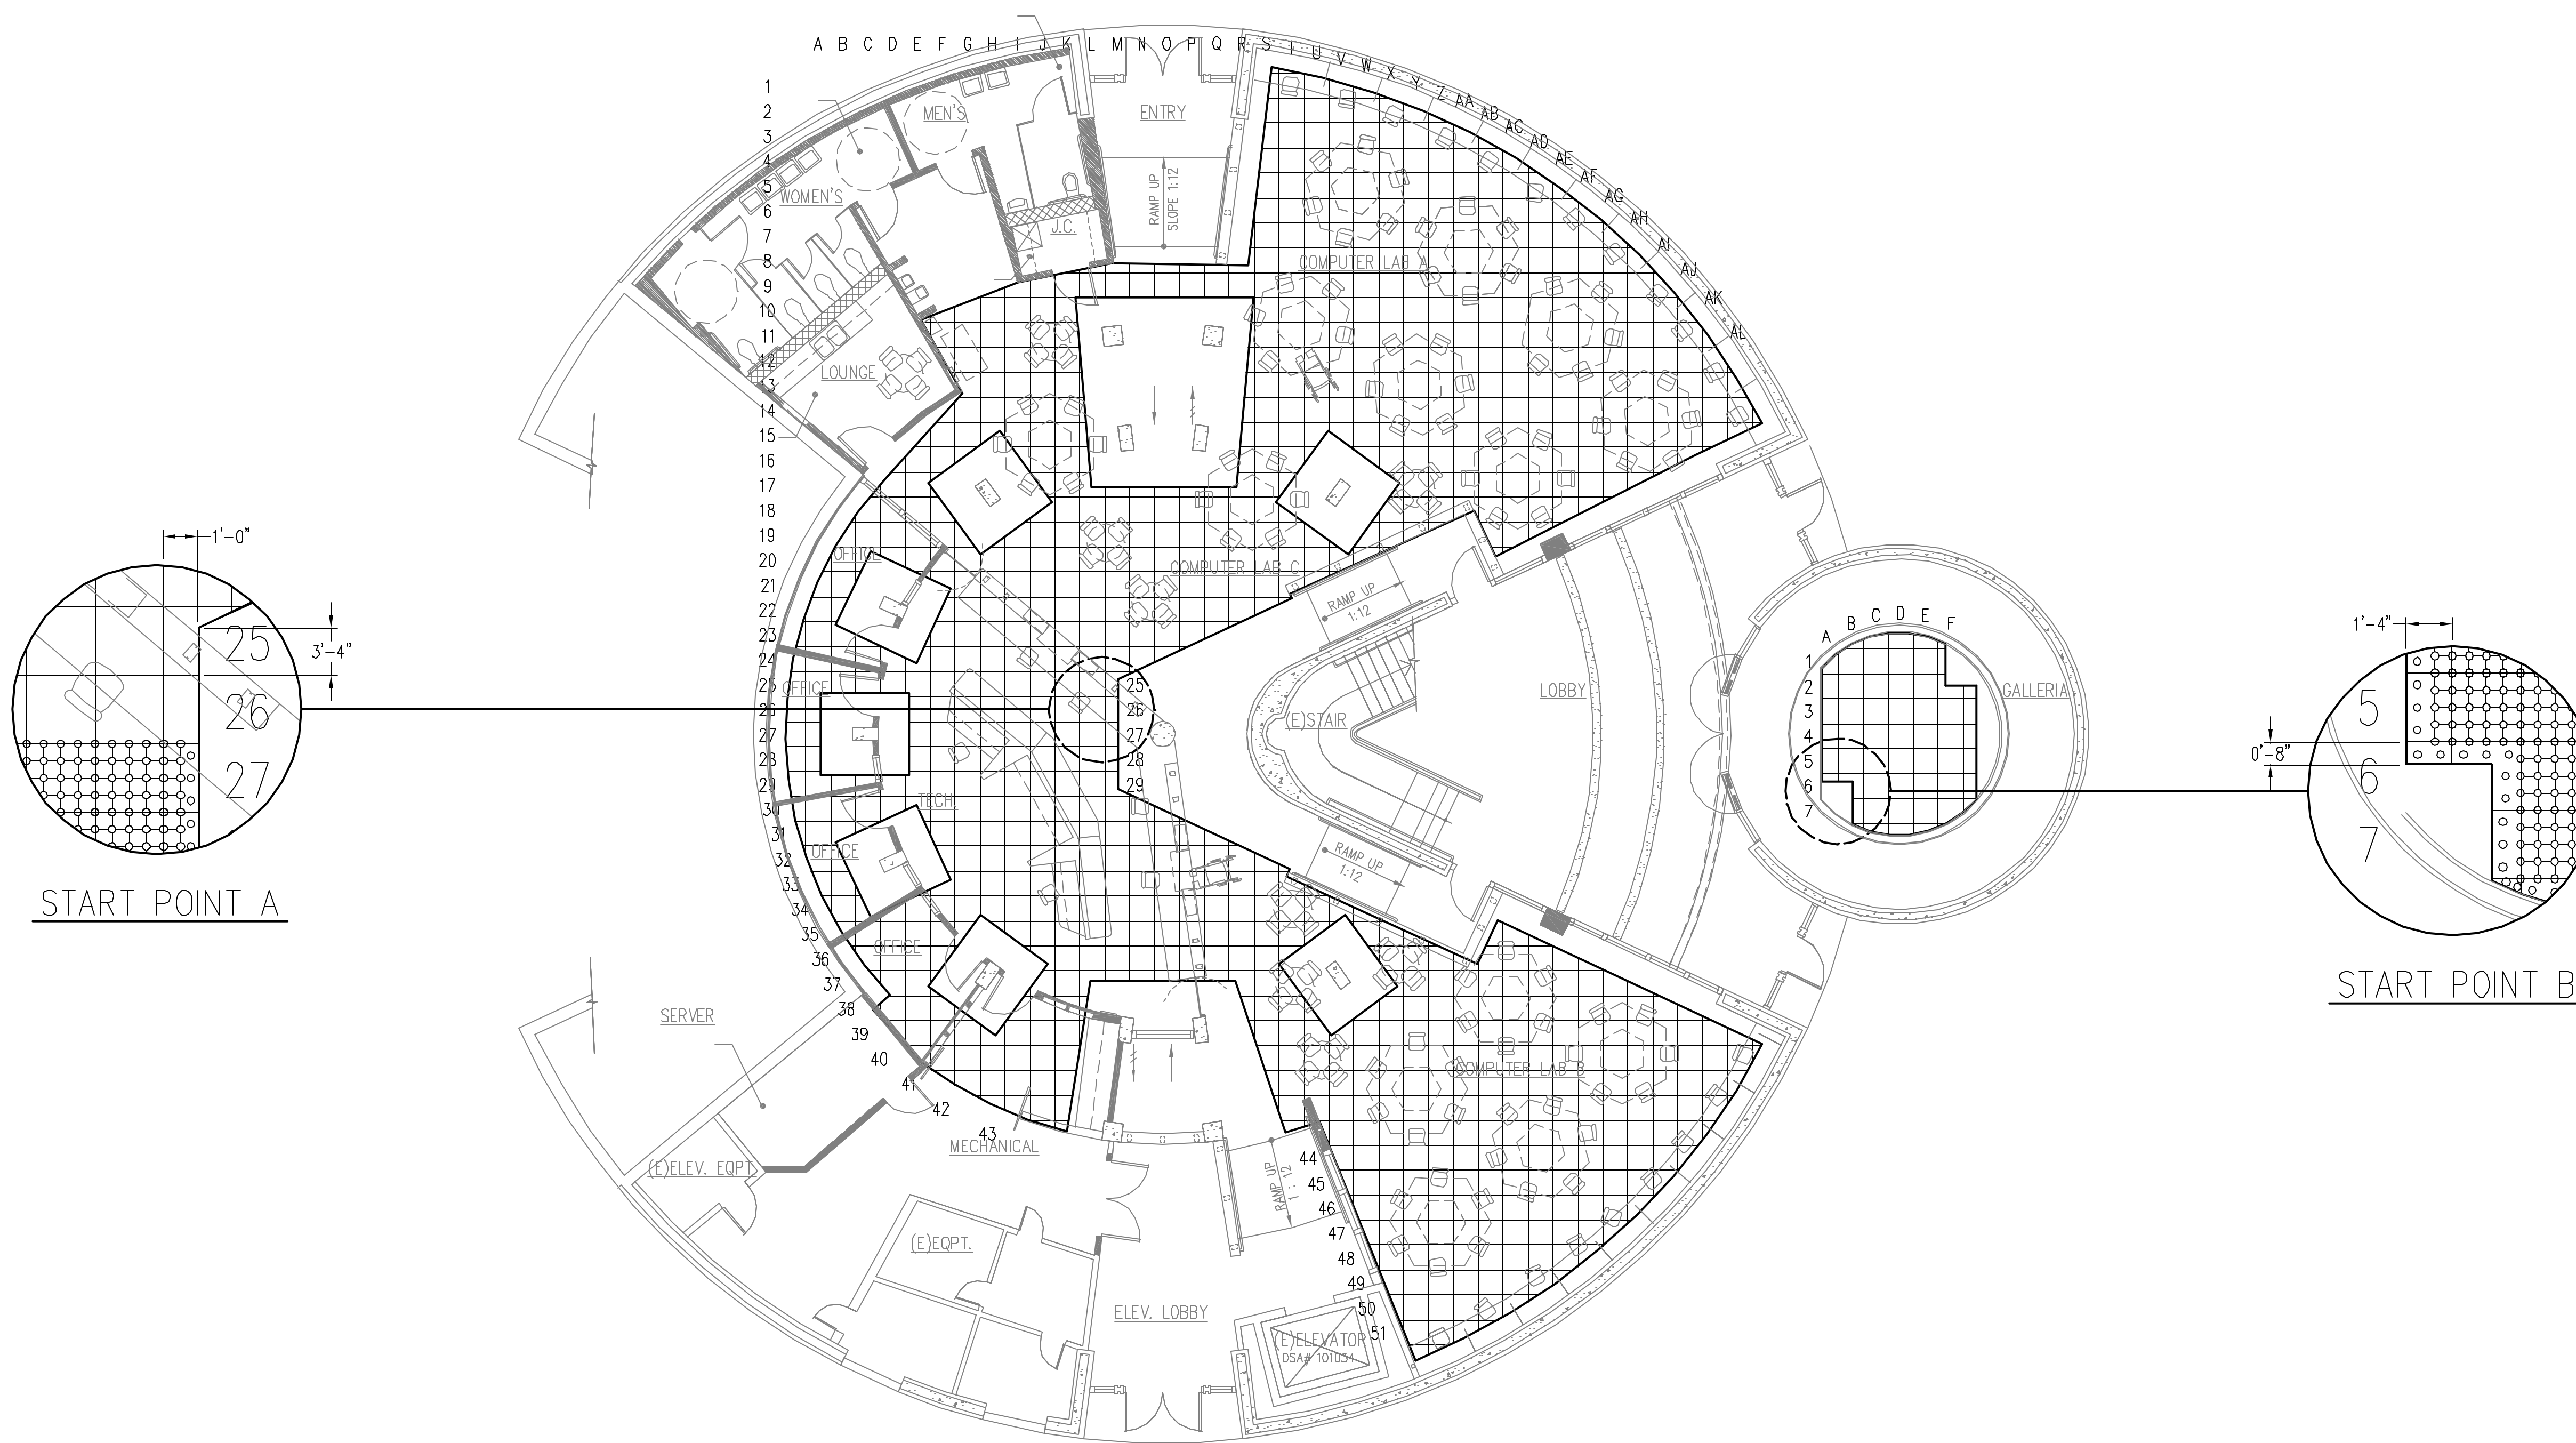 A B C D E F G H I J K L M N O P Q R S T U V W X Y Z AA AB AC AD AE AF AG AH AI AJ AK AL
1
2
3
4
5
6
7
8
9
10
11
12
13
14
15
16
17
18
19
20
21
22
23
24
25
26
27
28
29
30
31
32
33
34
35
36
37
38
39
40
41
42
43
44
45
46
47
48
49
50
51
MEN'S
ENTRY
WOMEN'S
RAMP UP
SLOPE 1:12
J.C.
COMPUTER LAB A
LOUNGE
OFFICE
COMPUTER LAB C
RAMP UP
1:12
25
26
27
28
29
OFFICE
(E)STAIR
LOBBY
GALLERIA
A B C D E F
1
2
3
4
5
6
7
TECH.
OFFICE
RAMP UP
1:12
OFFICE
SERVER
COMPUTER LAB B
MECHANICAL
(E)ELEV. EQPT.
RAMP UP
1:12
(E)EQPT.
ELEV. LOBBY
(E)ELEVATOR
DSA# 101034
1'-0"
3'-4"
25
26
27
START POINT A
1'-4"
0'-8"
5
6
7
START POINT B